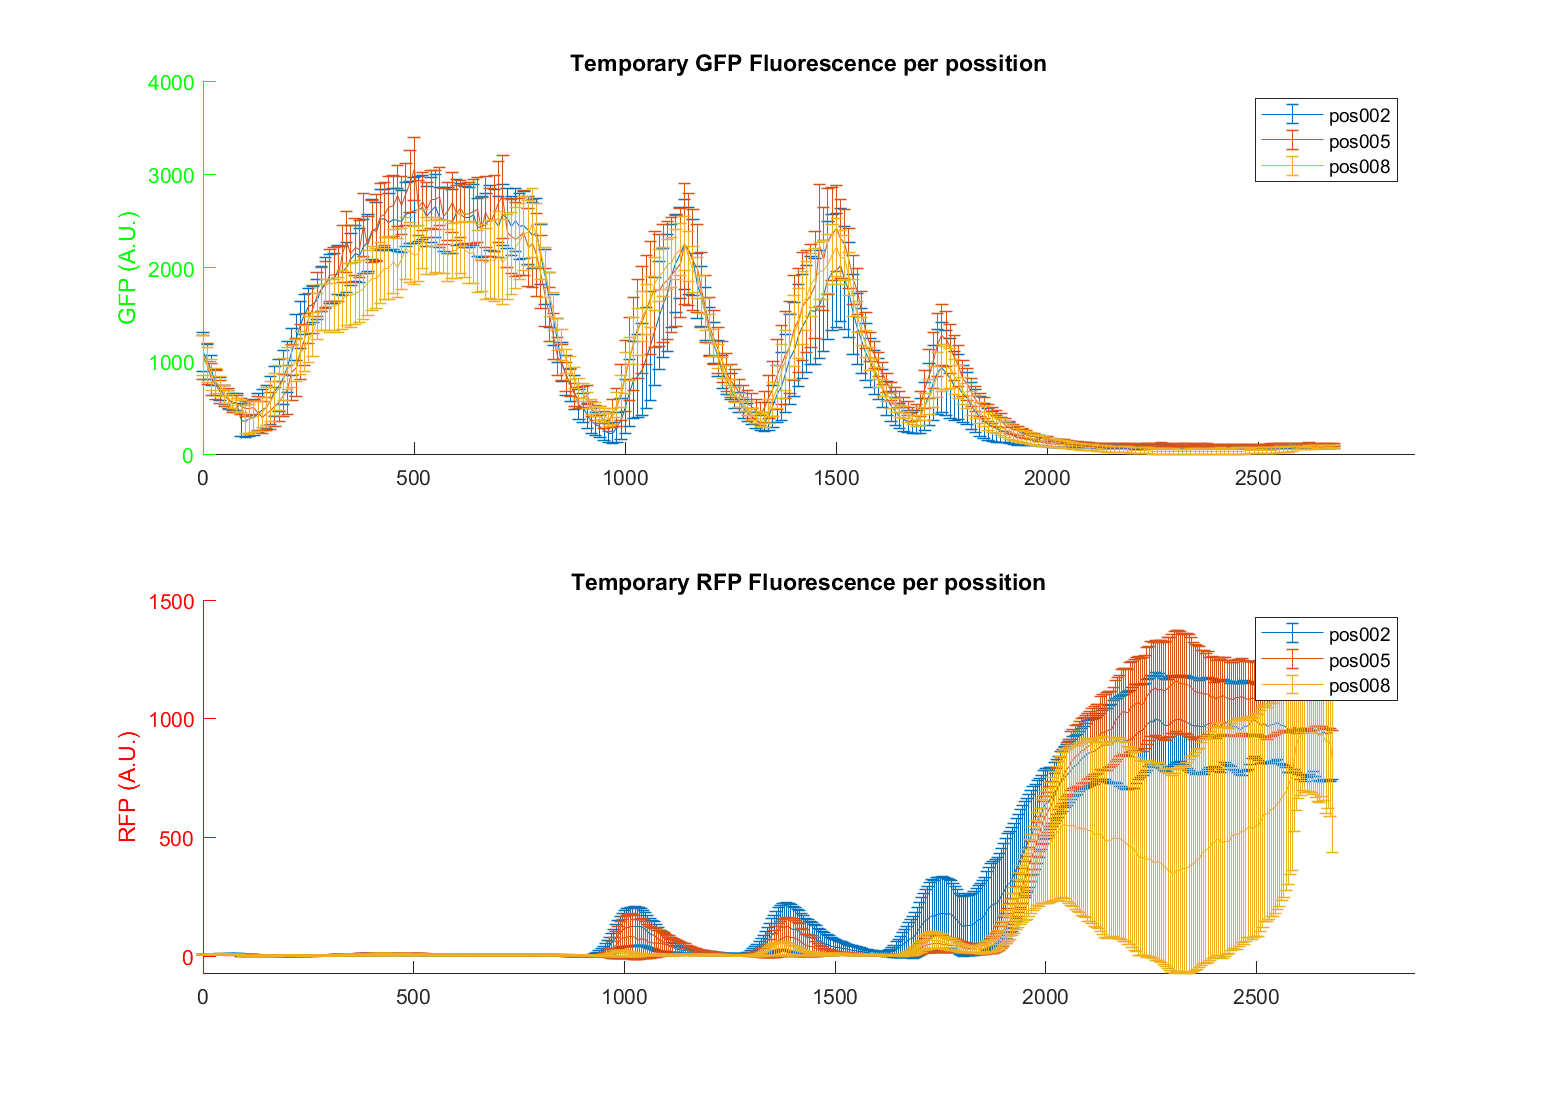 Temporary GFP Fluorescence per possition
4000
3000
2000
1000
0
GFP (A.U.)
pos002
pos005
pos008
0 500 1000 1500 2000 2500
Temporary RFP Fluorescence per possition
1500
1000
500
0
RFP (A.U.)
pos002
pos005
pos008
0 500 1000 1500 2000 2500